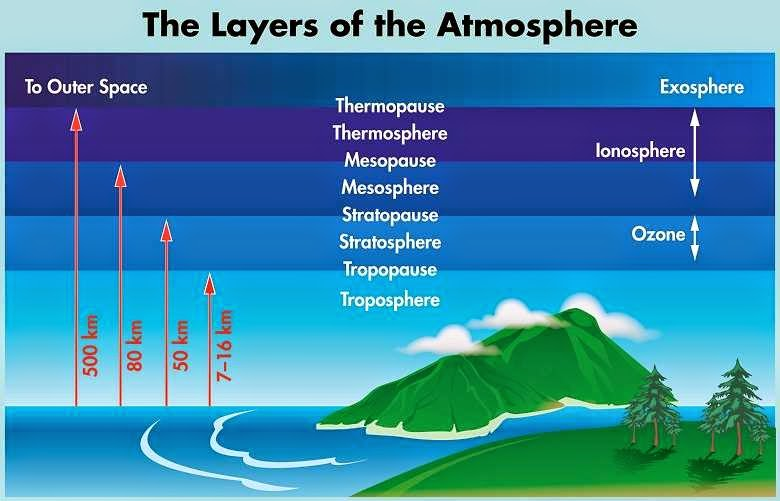 The Layers of the Atmosphere
To Outer Space
Exosphere
Thermopause
Thermosphere
Ionosphere
Mesopause
Mesosphere
Stratopause
Ozone
Stratosphere
Tropopause
Troposphere
500 km
80 km
50 km
7–16 km